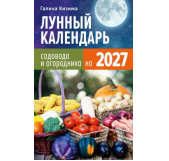 Галина Кизима
ЛУННЫЙ
КАЛЕНДАРЬ
садовода
и огородника на 2027